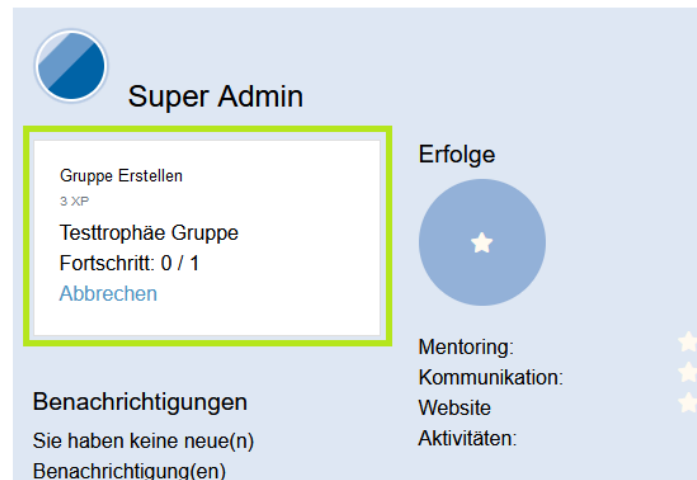 Super Admin
Gruppe Erstellen
3 XP
Testtrophäe Gruppe
Fortschritt: 0 / 1
Abbrechen
Benachrichtigungen
Sie haben keine neue(n)
Benachrichtigung(en)
Erfolge
Mentoring:
Kommunikation:
Website
Aktivitäten: